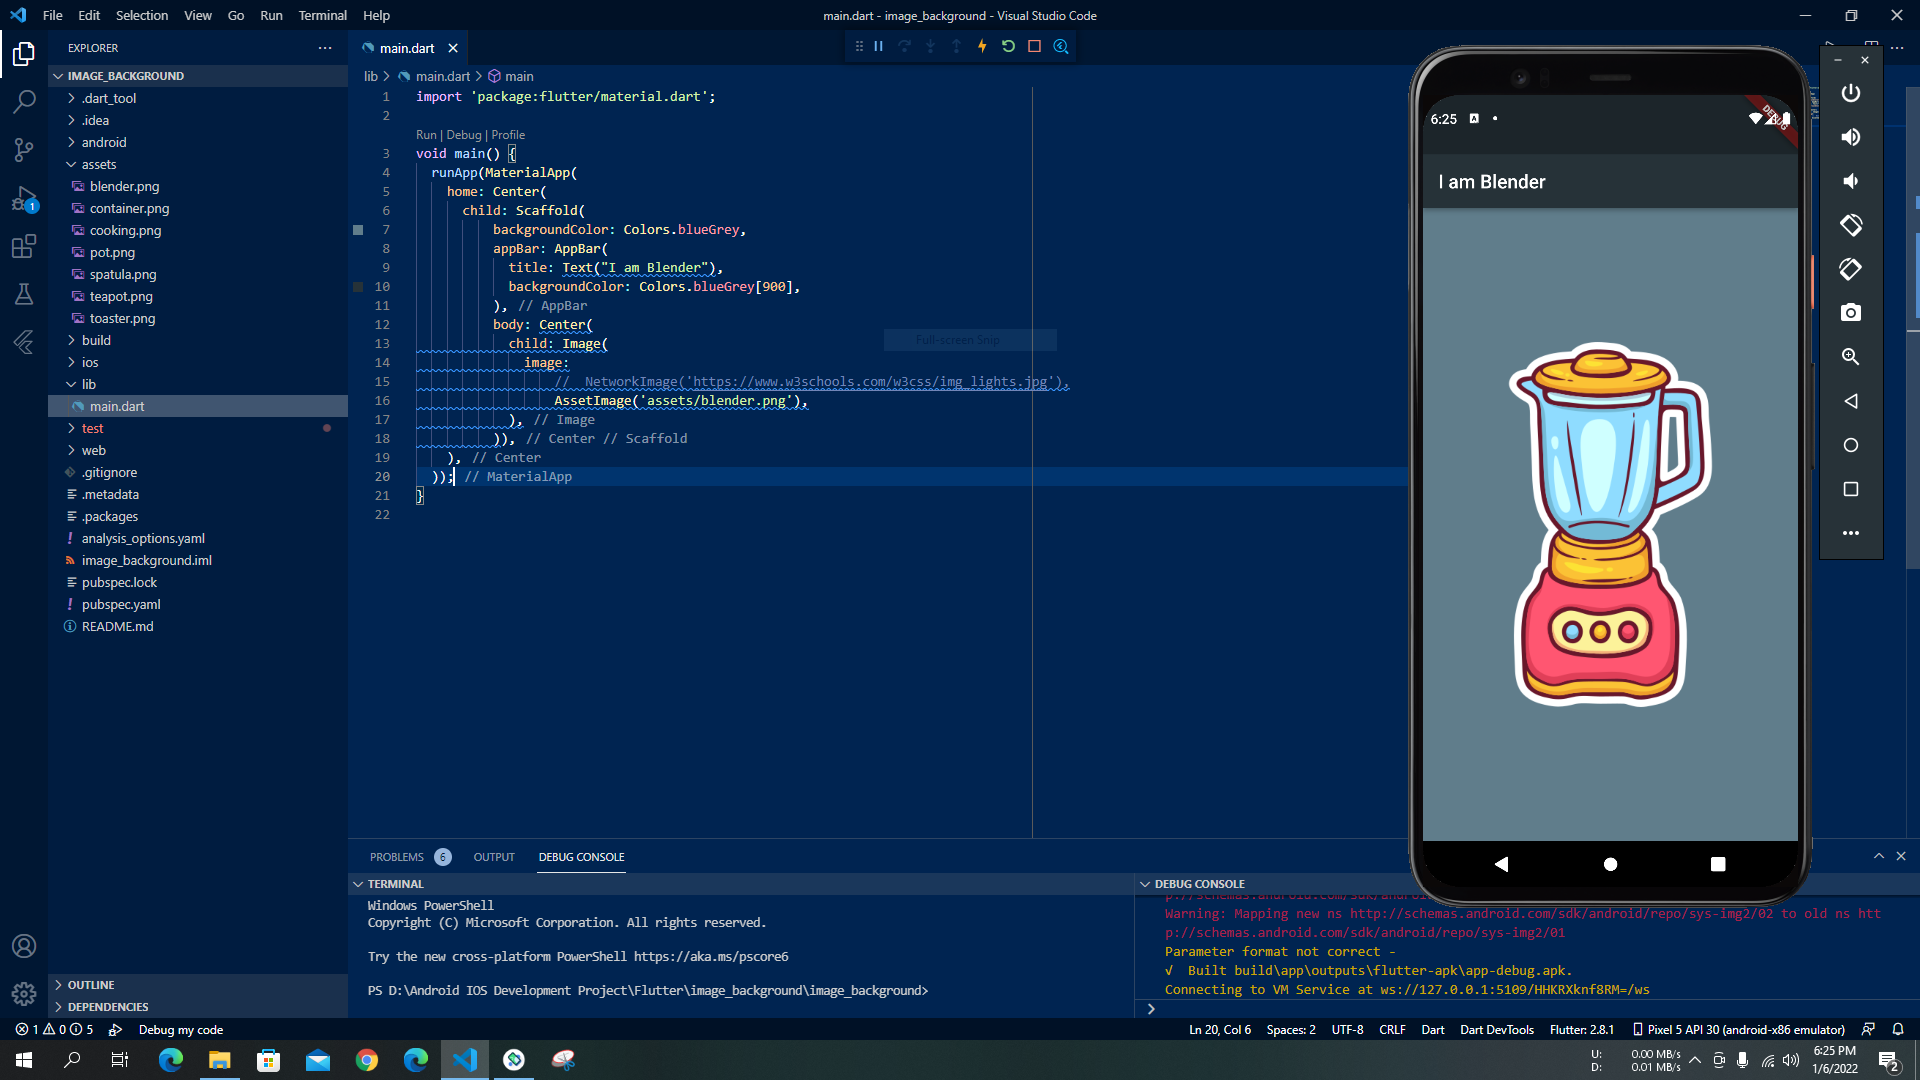 File Edit Selection View Go Run Terminal Help
main.dart - image_background - Visual Studio Code
EXPLORER
IMAGE_BACKGROUND
.dart_tool
.idea
android
assets
blender.png
container.png
cooking.png
pot.png
spatula.png
teapot.png
toaster.png
build
ios
lib
main.dart
test
web
.gitignore
.metadata
.packages
analysis_options.yaml
image_background.iml
pubspec.lock
pubspec.yaml
README.md
OUTLINE
DEPENDENCIES
1
main.dart
lib > main.dart > main
1 import 'package:flutter/material.dart';
2
Run | Debug | Profile
3 void main() {
4 runApp(MaterialApp(
5 home: Center(
6 child: Scaffold(
7 backgroundColor: Colors.blueGrey,
8 appBar: AppBar(
9 title: Text("I am Blender"),
10 backgroundColor: Colors.blueGrey[900],
11 ), // AppBar
12 body: Center(
13 child: Image(
14 image:
15 // NetworkImage('https://www.w3schools.com/w3css/img_lights.jpg'),
16 AssetImage('assets/blender.png'),
17 ), // Image
18 )), // Center // Scaffold
19 ), // Center
20 )); // MaterialApp
21 }
22
Full-screen Snip
6:25
DEBUG
I am Blender
PROBLEMS 6 OUTPUT DEBUG CONSOLE
TERMINAL
Windows PowerShell
Copyright (C) Microsoft Corporation. All rights reserved.
Try the new cross-platform PowerShell https://aka.ms/pscore6
PS D:\Android IOS Development Project\Flutter\image_background\image_background>
DEBUG CONSOLE
Warning: Mapping new ns http://schemas.android.com/sdk/android/repo/sys-img2/02 to old ns htt
p://schemas.android.com/sdk/android/repo/sys-img2/01
Parameter format not correct -
√ Built build\app\outputs\flutter-apk\app-debug.apk.
Connecting to VM Service at ws://127.0.0.1:5109/HHKRXknf8RM=/ws
1 0 5 Debug my code
Ln 20, Col 6 Spaces: 2 UTF-8 CRLF Dart Dart DevTools Flutter: 2.8.1 Pixel 5 API 30 (android-x86 emulator)
U: 0.00 MB/s
D: 0.01 MB/s
6:25 PM
1/6/2022
2